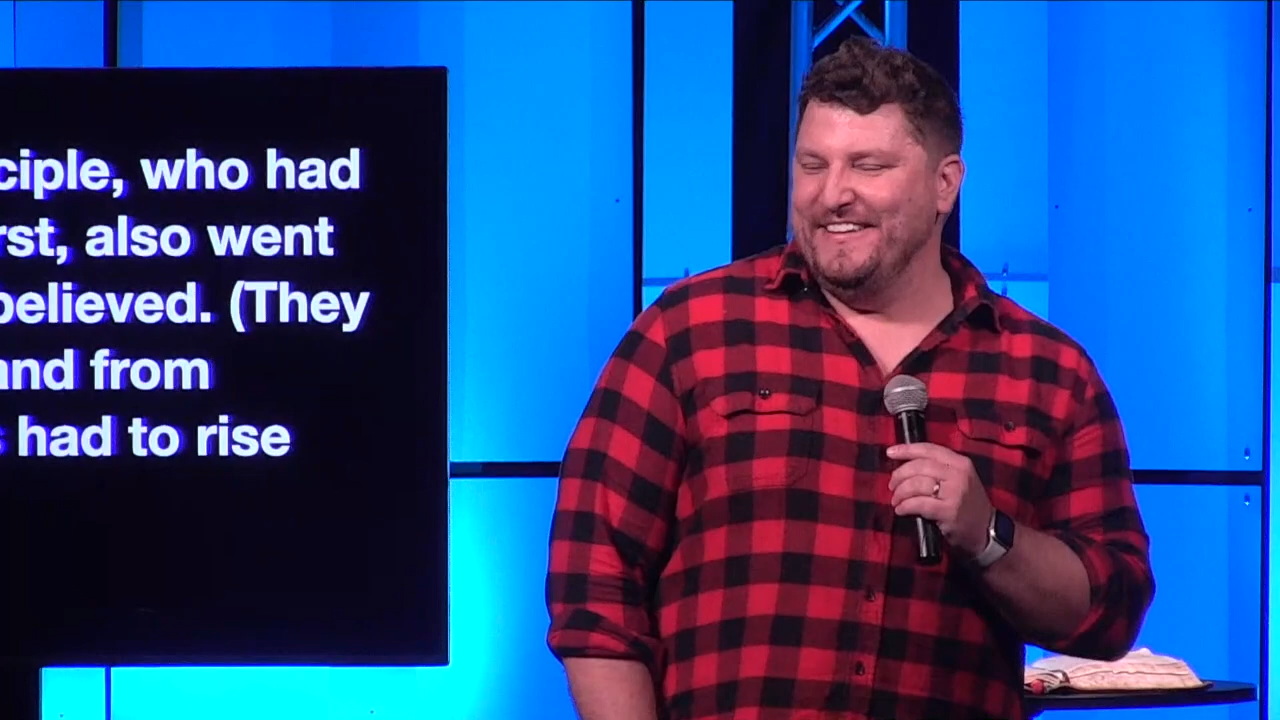 ciple, who had
rst, also went
believed. (They
and from
had to rise